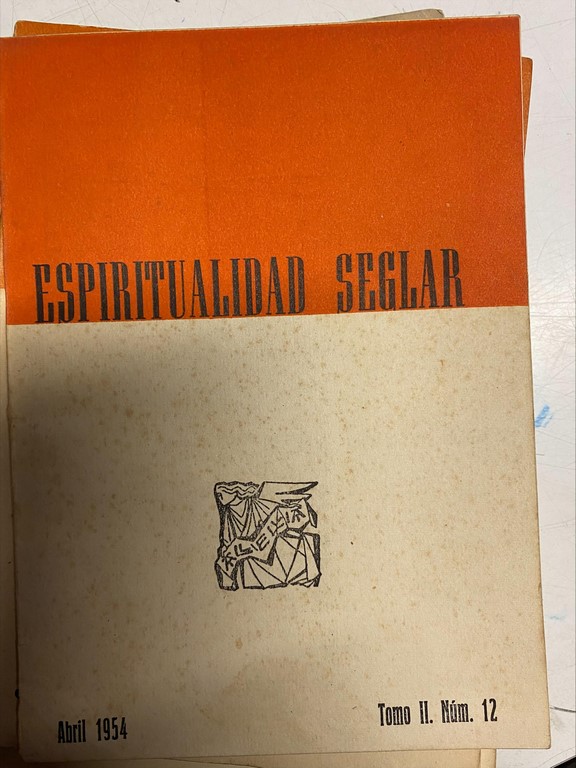 ESPIRITUALIDAD SEGLAR
Abril 1954
Tomo II. Núm. 12